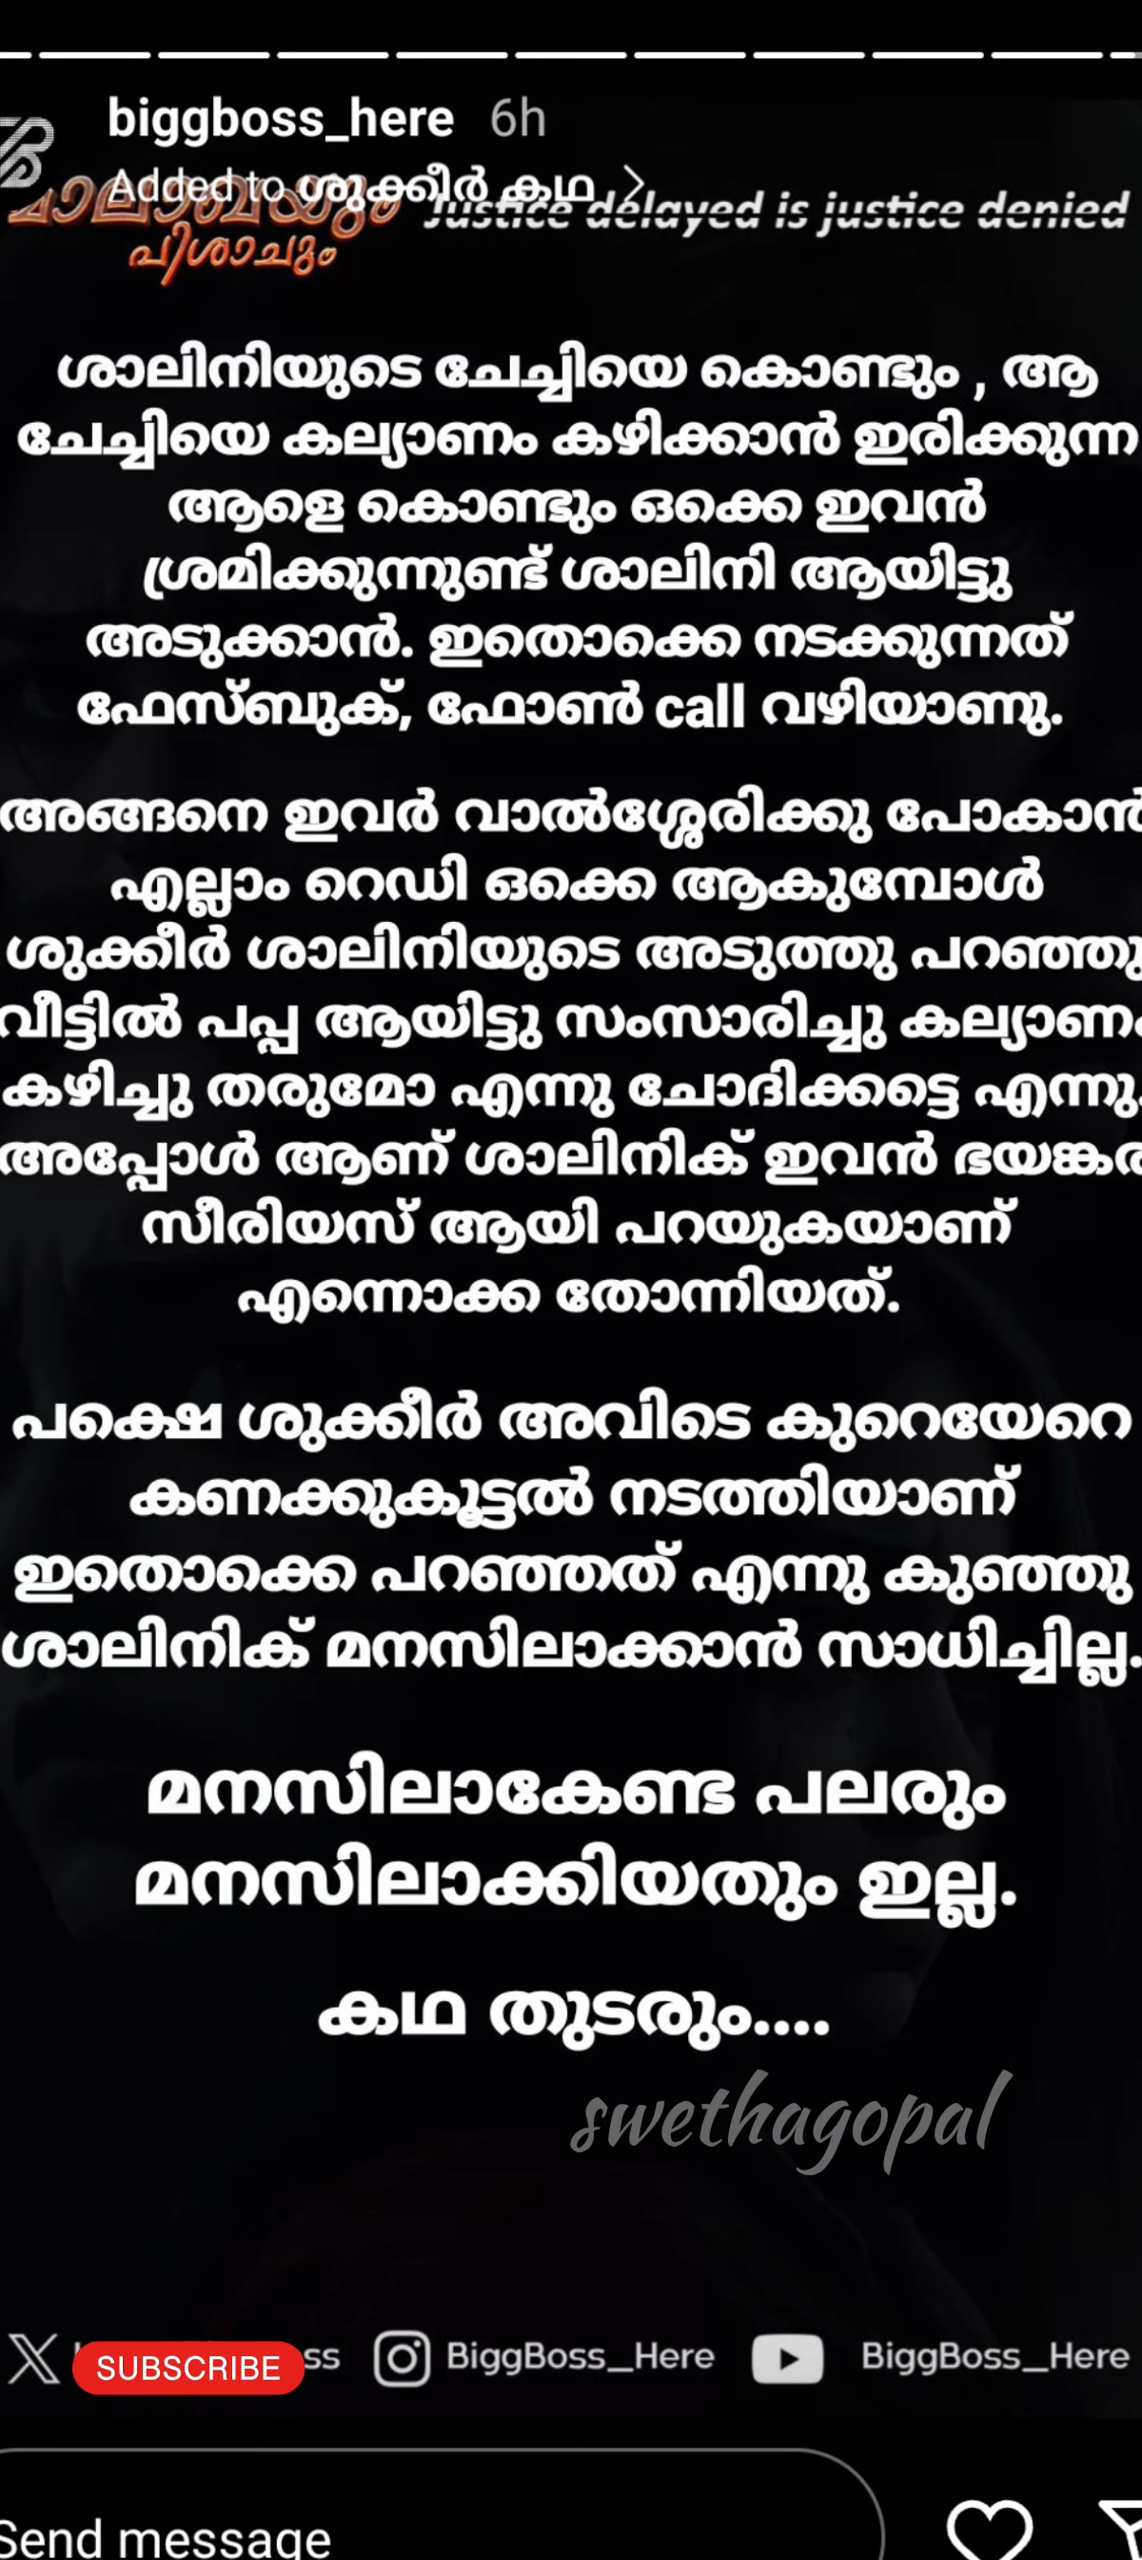 biggboss_here 6h
Added to ശുക്കീർ കഥ >
മാലാഖയും
പിശാചും
Justice delayed is justice denied
ശാലിനിയുടെ ചേച്ചിയെ കൊണ്ടും , ആ
ചേച്ചിയെ കല്യാണം കഴിക്കാൻ ഇരിക്കുന്ന
ആളെ കൊണ്ടും ഒക്കെ ഇവൻ
ശ്രമിക്കുന്നുണ്ട് ശാലിനി ആയിട്ടു
അടുക്കാൻ. ഇതൊക്കെ നടക്കുന്നത്
ഫേസ്ബുക്, ഫോൺ call വഴിയാണു.
അങ്ങനെ ഇവർ വാൽശ്ശേരിക്കു പോകാൻ
എല്ലാം റെഡി ഒക്കെ ആകുമ്പോൾ
ശുക്കീർ ശാലിനിയുടെ അടുത്തു പറഞ്ഞു
വീട്ടിൽ പപ്പ ആയിട്ടു സംസാരിച്ചു കല്യാണം
കഴിച്ചു തരുമോ എന്നു ചോദിക്കട്ടെ എന്നു.
അപ്പോൾ ആണ് ശാലിനിക് ഇവൻ ഭയങ്കര
സീരിയസ് ആയി പറയുകയാണ്
എന്നൊക്ക തോന്നിയത്.
പക്ഷെ ശുക്കീർ അവിടെ കുറെയേറെ
കണക്കുകൂട്ടൽ നടത്തിയാണ്
ഇതൊക്കെ പറഞ്ഞത് എന്നു കുഞ്ഞു
ശാലിനിക് മനസിലാക്കാൻ സാധിച്ചില്ല.
മനസിലാകേണ്ട പലരും
മനസിലാക്കിയതും ഇല്ല.
കഥ തുടരും....
swethagopal
SUBSCRIBE ss BiggBoss_Here BiggBoss_Here
Send message